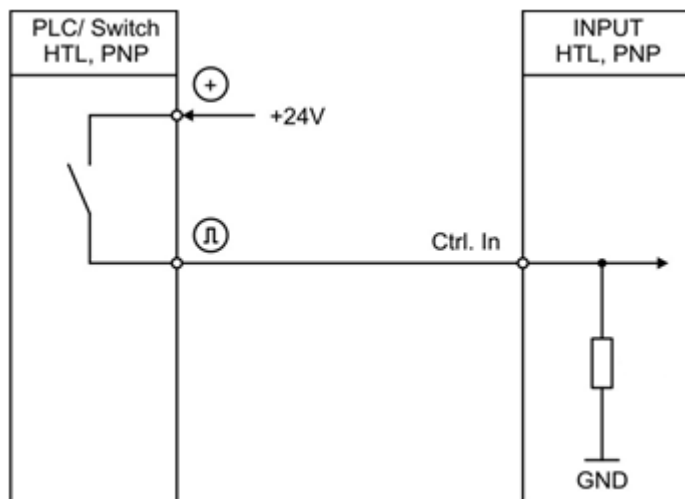 PLC/ Switch
HTL, PNP
INPUT
HTL, PNP
+
+24V
Ctrl. In
GND